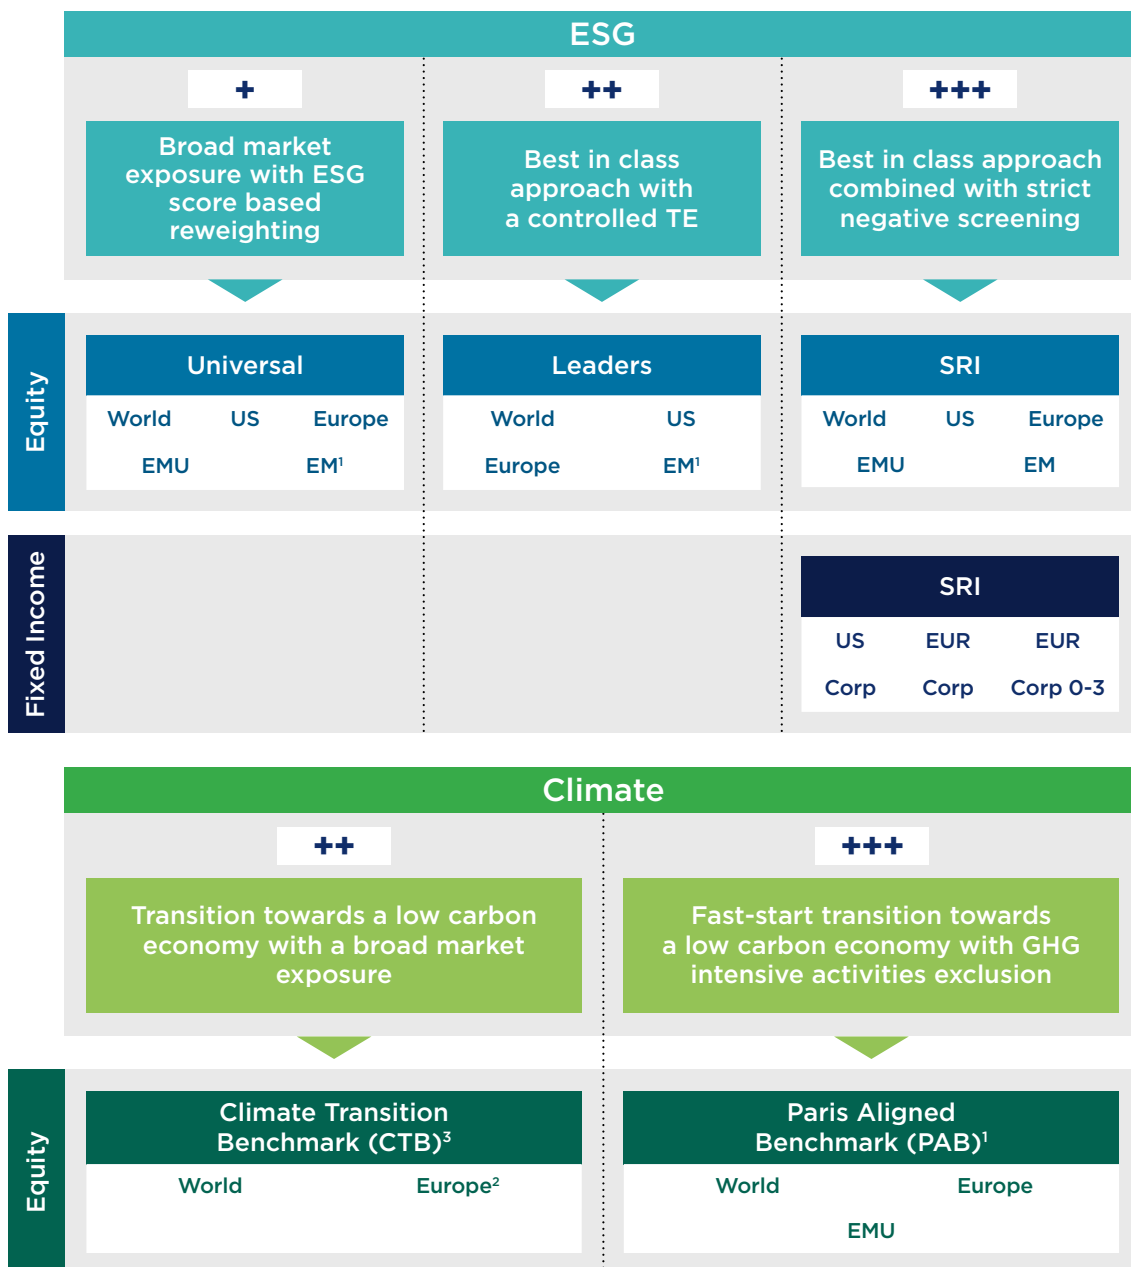 ESG
+
++
+++
Broad market
exposure with ESG
score based
reweighting
Best in class
approach with
a controlled TE
Best in class approach
combined with strict
negative screening
Equity
Universal
World US Europe
EMU EM¹
Leaders
World US
Europe EM¹
SRI
World US Europe
EMU EM
Fixed Income
SRI
US EUR EUR
Corp Corp Corp 0-3
Climate
++
+++
Transition towards a low carbon
economy with a broad market
exposure
Fast-start transition towards
a low carbon economy with GHG
intensive activities exclusion
Equity
Climate Transition
Benchmark (CTB)³
World Europe²
Paris Aligned
Benchmark (PAB)¹
World Europe
EMU